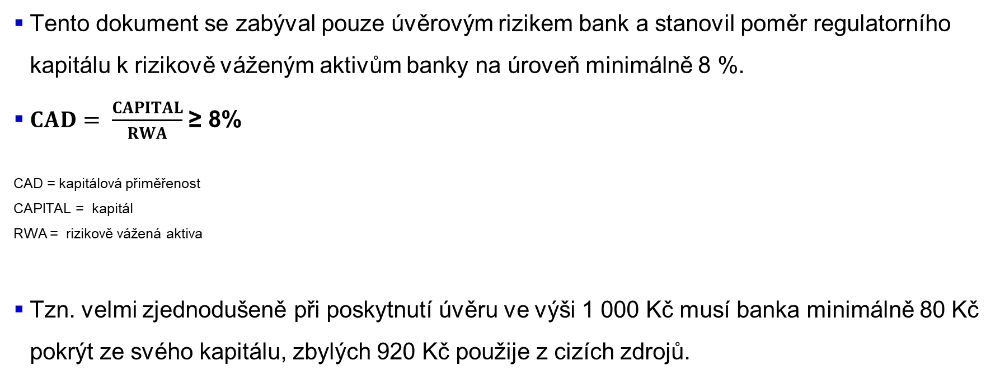 ▪ Tento dokument se zabýval pouze úvěrovým rizikem bank a stanovil poměr regulatorního
kapitálu k rizikově váženým aktivům banky na úroveň minimálně 8 %.
▪ CAD = CAPITAL/RWA ≥ 8%
CAD = kapitálová přiměřenost
CAPITAL = kapitál
RWA = rizikově vážená aktiva
▪ Tzn. velmi zjednodušeně při poskytnutí úvěru ve výši 1 000 Kč musí banka minimálně 80 Kč
pokrýt ze svého kapitálu, zbylých 920 Kč použije z cizích zdrojů.